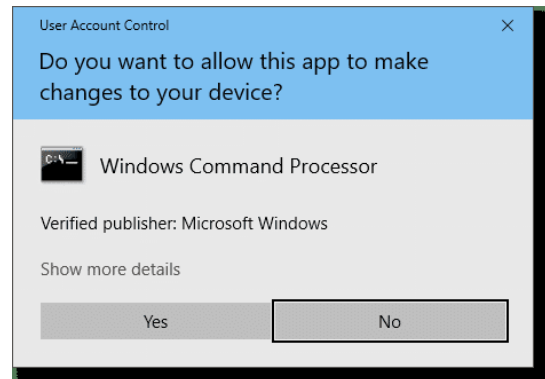 User Account Control
Do you want to allow this app to make
changes to your device?
C:\_
Windows Command Processor
Verified publisher: Microsoft Windows
Show more details
Yes
No